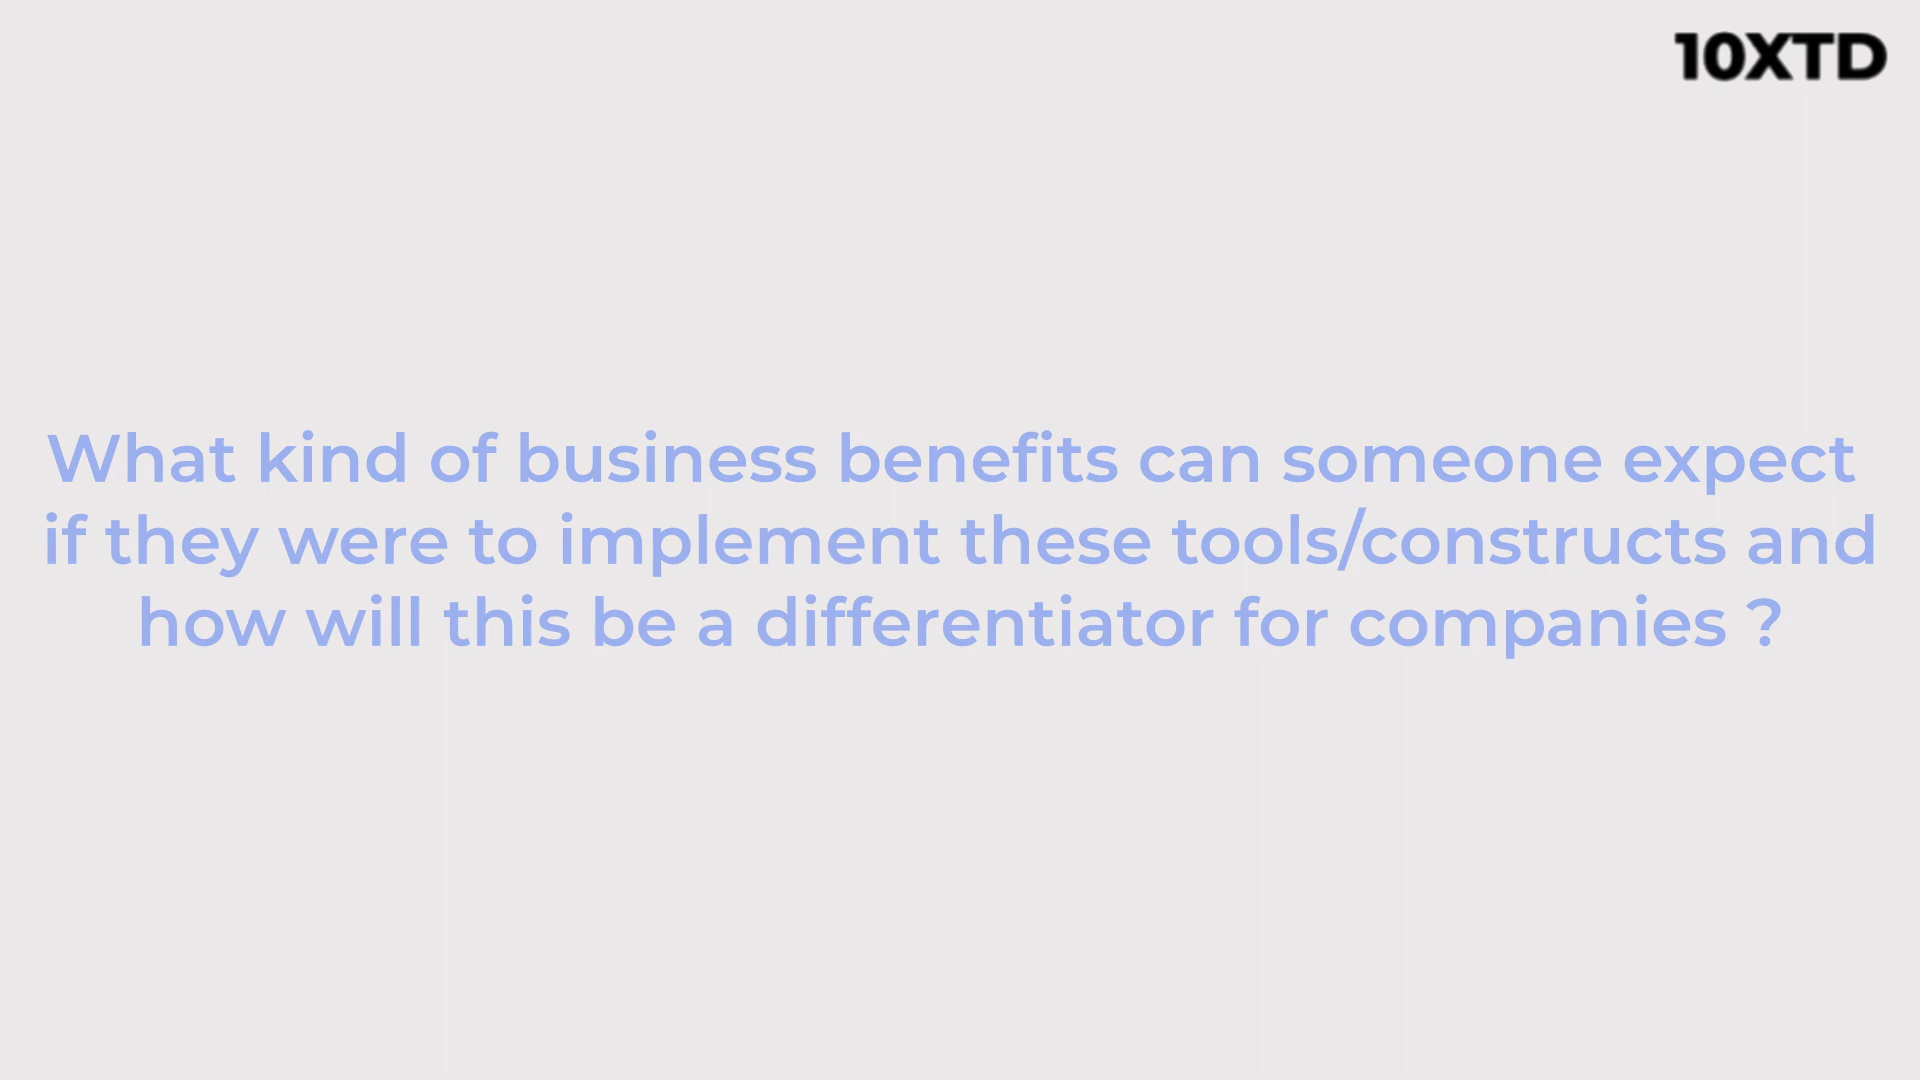 10XTD
What kind of business benefits can someone expect
if they were to implement these tools/constructs and
how will this be a differentiator for companies ?